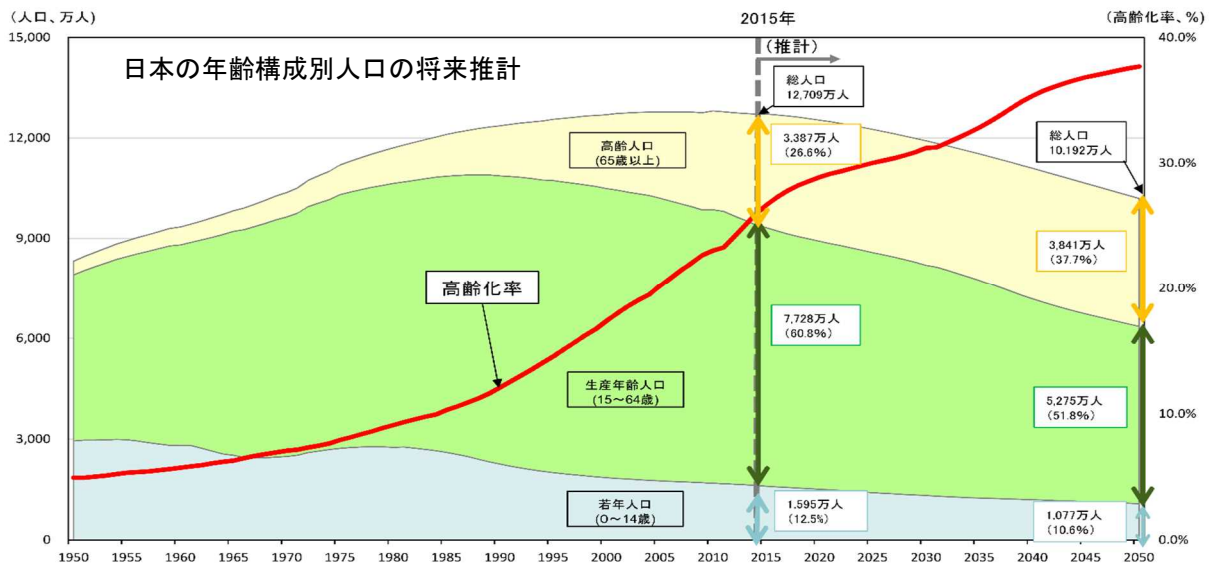 (人口、万人)
2015年
(高齢化率、%)
15,000
40.0%
(推計)
日本の年齢構成別人口の将来推計
総人口
12,709万人
12,000
高齢人口
(65歳以上)
3,387万人
(26.6%)
総人口
10,192万人
30.0%
9,000
3,841万人
(37.7%)
高齢化率
20.0%
6,000
7,728万人
(60.8%)
生産年齢人口
(15～64歳)
5,275万人
(51.8%)
10.0%
3,000
若年人口
(0～14歳)
1,595万人
(12.5%)
1,077万人
(10.6%)
0
0.0%
1950 1955 1960 1965 1970 1975 1980 1985 1990 1995 2000 2005 2010 2015 2020 2025 2030 2035 2040 2045 2050